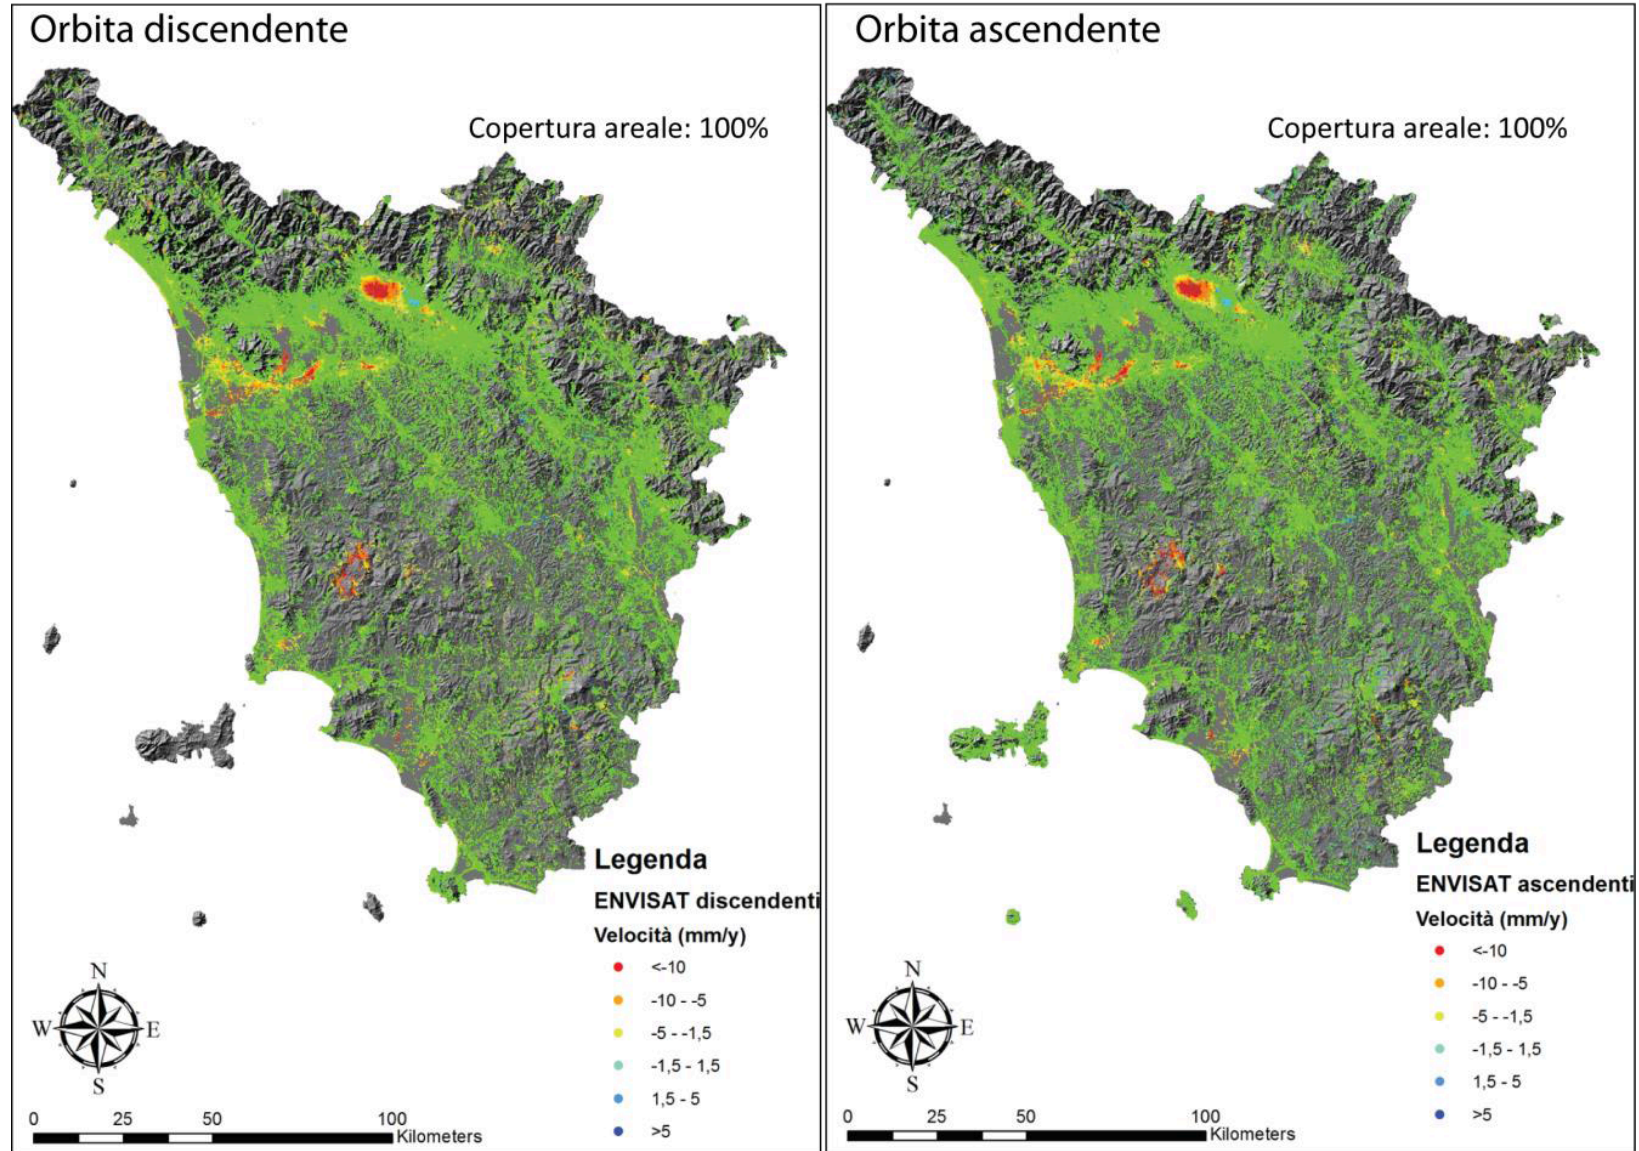 Orbita discendente
Copertura areale: 100%
Legenda
ENVISAT discendenti
Velocità (mm/y)
<-10
-10 - -5
-5 - -1,5
-1,5 - 1,5
1,5 - 5
>5
N
W
E
S
0
25
50
100
Kilometers
Orbita ascendente
Copertura areale: 100%
Legenda
ENVISAT ascendenti
Velocità (mm/y)
<-10
-10 - -5
-5 - -1,5
-1,5 - 1,5
1,5 - 5
>5
N
W
E
S
0
25
50
100
Kilometers